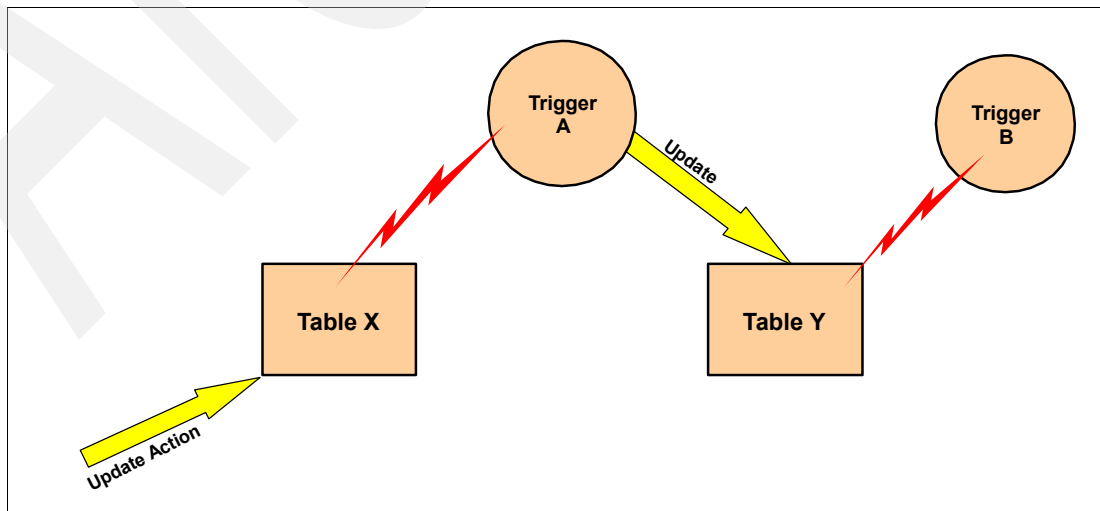 Trigger
A
Trigger
B
Update
Table X
Table Y
Update Action